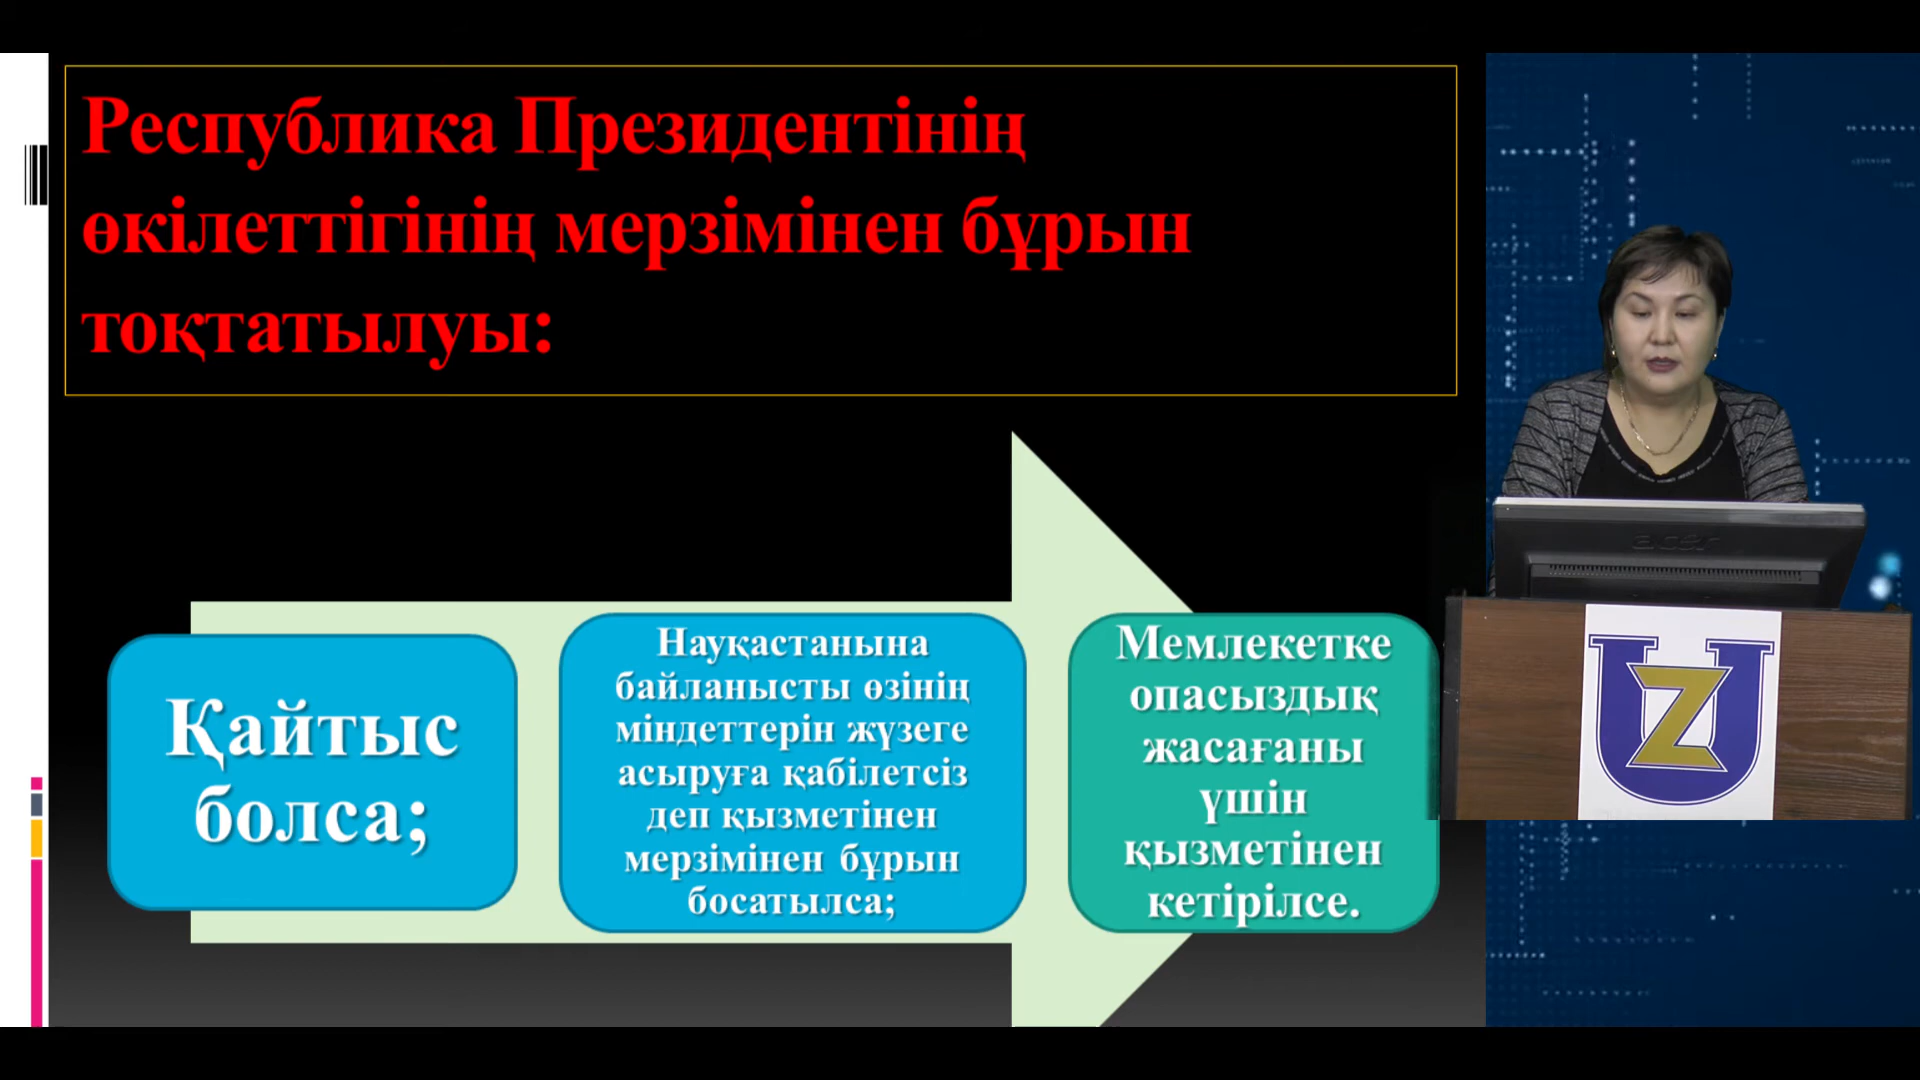 Республика Президентінің
өкілеттігінің мерзімінен бұрын
тоқтатылуы:
Қайтыс
болса;
Науқастанына
байланысты өзінің
міндеттерін жүзеге
асыруға қабілетсіз
деп қызметінен
мерзімінен бұрын
босатылса;
Мемлекетке
опасыздық
жасағаны
үшін
қызметінен
кетірілсе.
acer
UZ